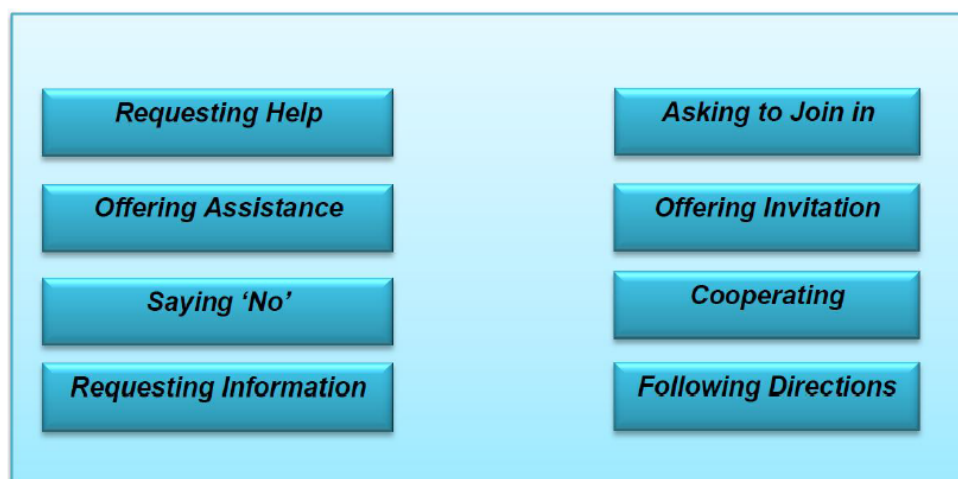 Requesting Help
Asking to Join in
Offering Assistance
Offering Invitation
Saying ‘No’
Cooperating
Requesting Information
Following Directions